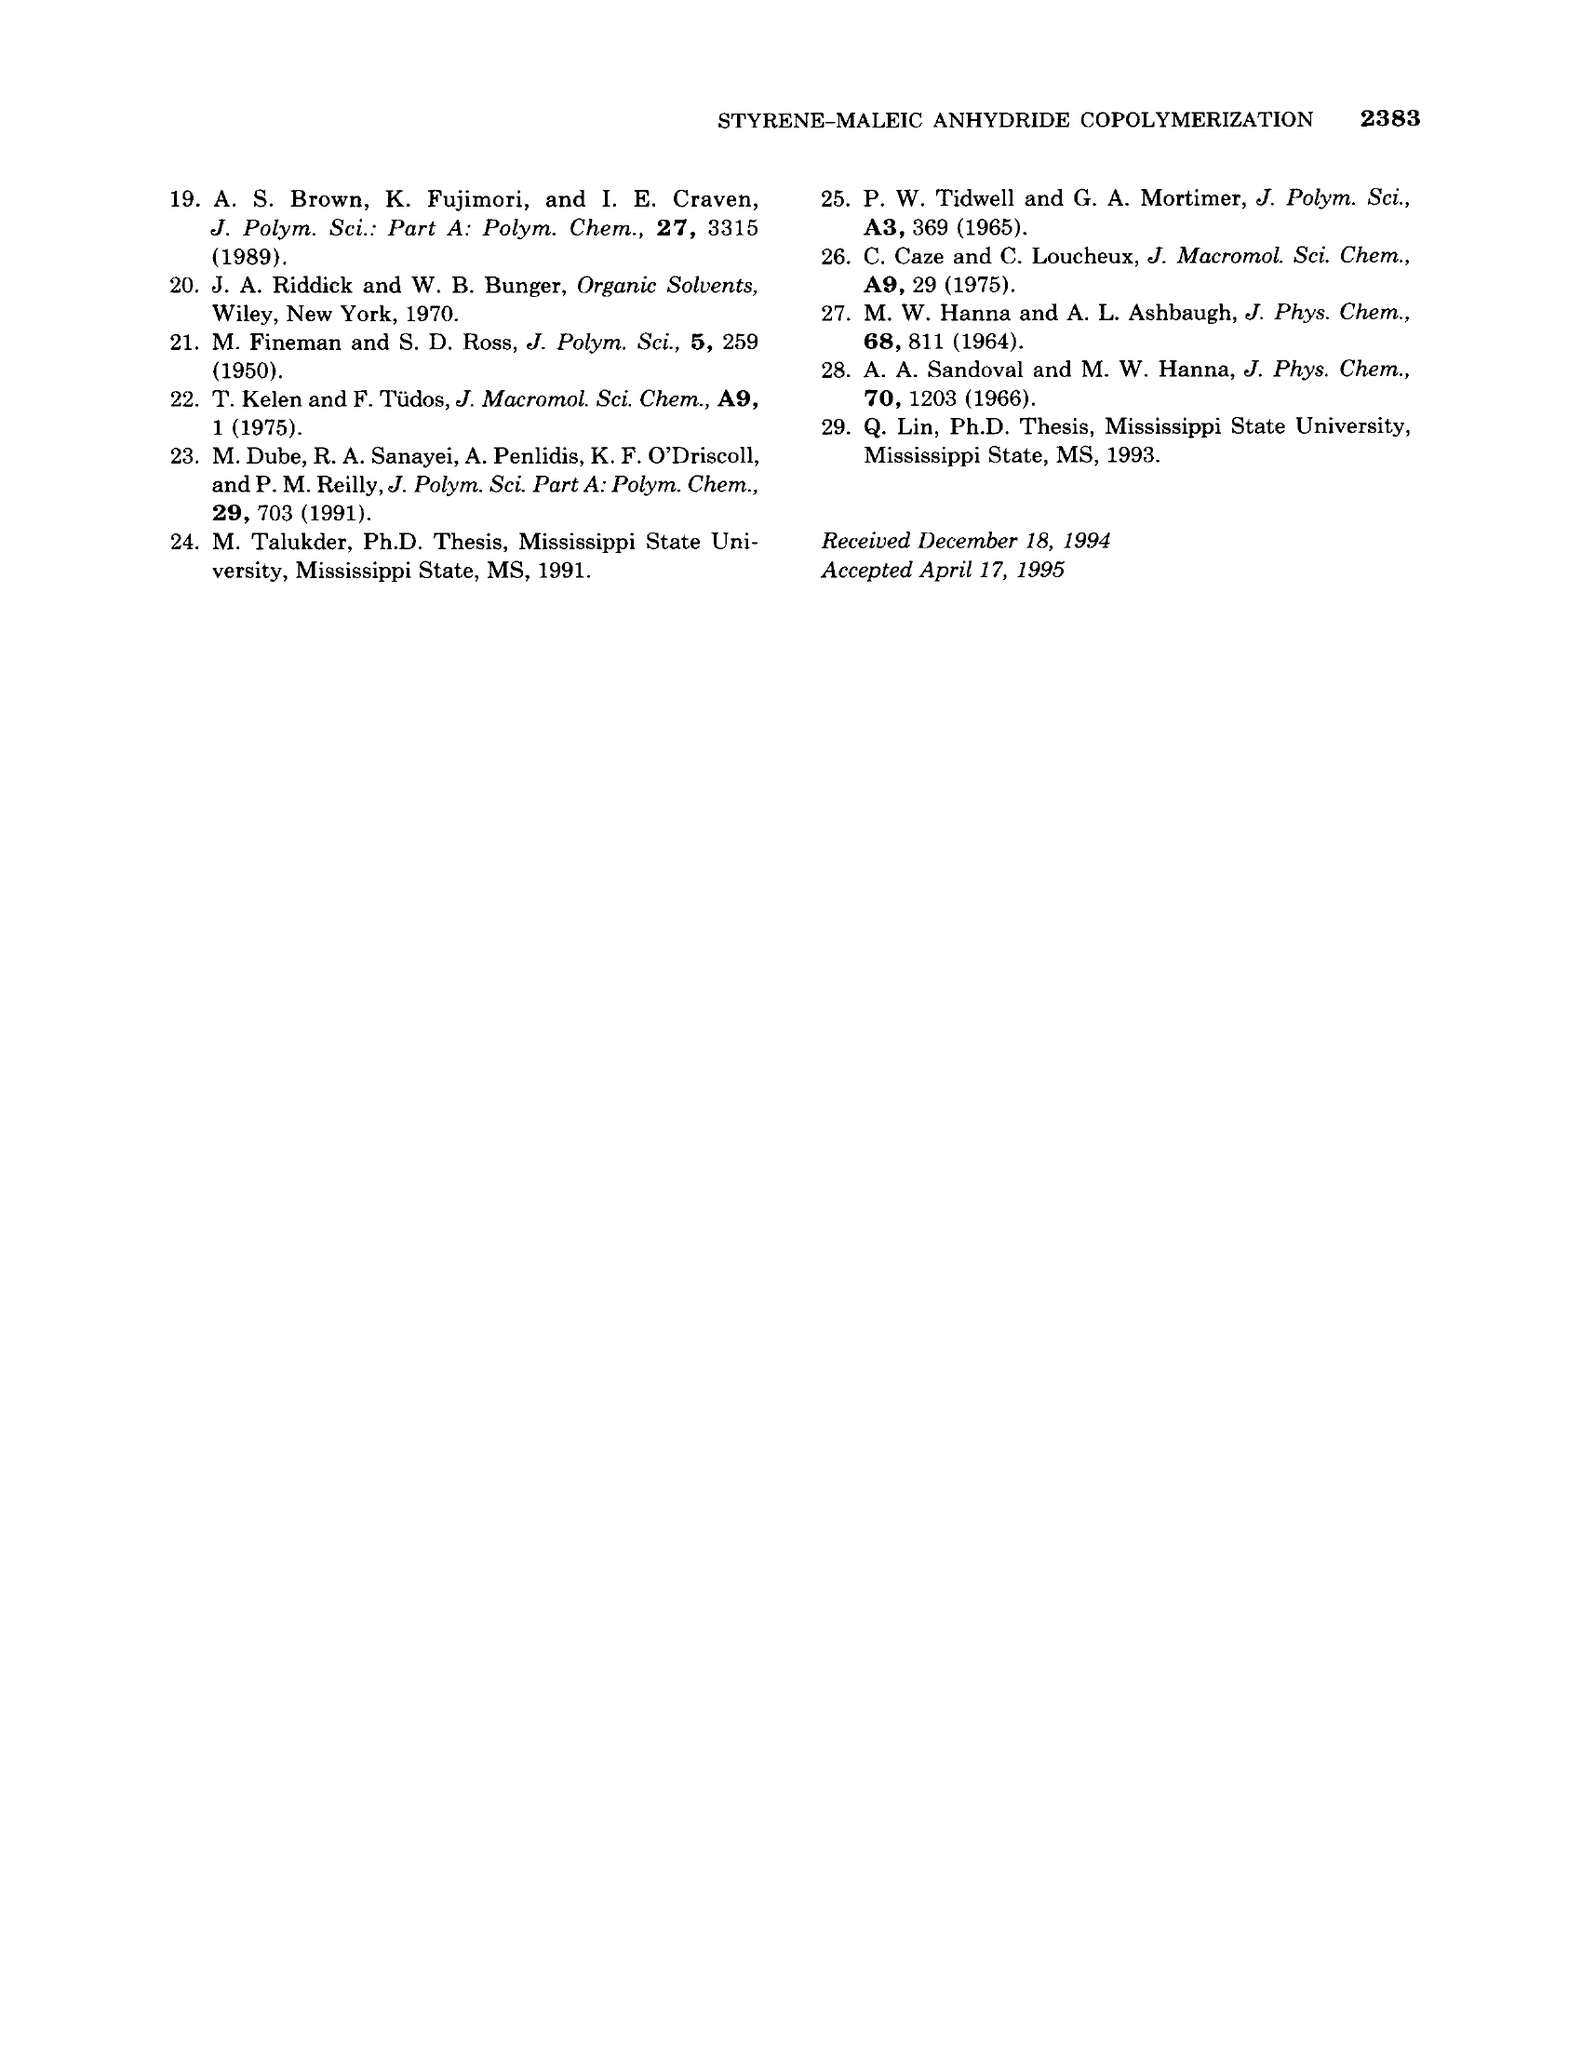 STYRENE–MALEIC ANHYDRIDE COPOLYMERIZATION 2383
19. A. S. Brown, K. Fujimori, and I. E. Craven,
J. Polym. Sci.: Part A: Polym. Chem., 27, 3315
(1989).
20. J. A. Riddick and W. B. Bunger, Organic Solvents,
Wiley, New York, 1970.
21. M. Fineman and S. D. Ross, J. Polym. Sci., 5, 259
(1950).
22. T. Kelen and F. Tüdos, J. Macromol. Sci. Chem., A9,
1 (1975).
23. M. Dube, R. A. Sanayei, A. Penlidis, K. F. O'Driscoll,
and P. M. Reilly, J. Polym. Sci. Part A: Polym. Chem.,
29, 703 (1991).
24. M. Talukder, Ph.D. Thesis, Mississippi State Uni-
versity, Mississippi State, MS, 1991.
25. P. W. Tidwell and G. A. Mortimer, J. Polym. Sci.,
A3, 369 (1965).
26. C. Caze and C. Loucheux, J. Macromol. Sci. Chem.,
A9, 29 (1975).
27. M. W. Hanna and A. L. Ashbaugh, J. Phys. Chem.,
68, 811 (1964).
28. A. A. Sandoval and M. W. Hanna, J. Phys. Chem.,
70, 1203 (1966).
29. Q. Lin, Ph.D. Thesis, Mississippi State University,
Mississippi State, MS, 1993.
Received December 18, 1994
Accepted April 17, 1995